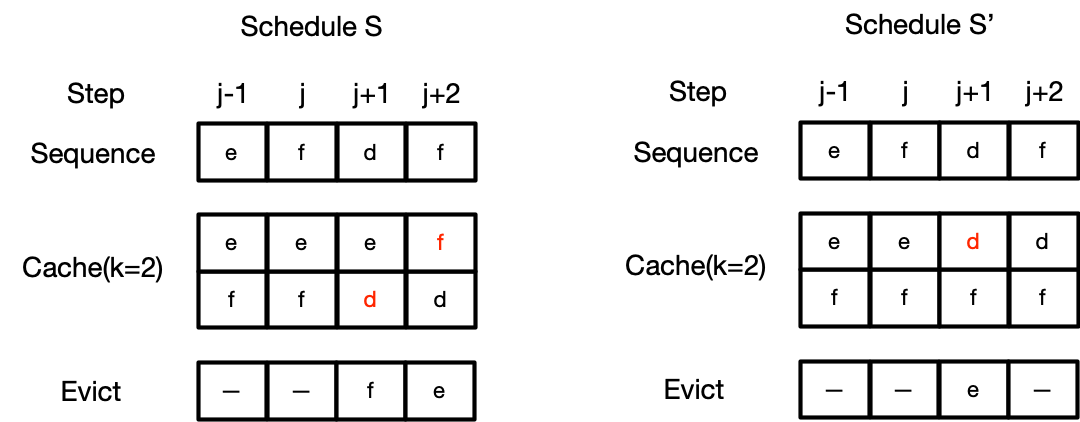 Schedule S
Step j-1 j j+1 j+2
Sequence e f d f
Cache(k=2)
e e e f
f f d d
Evict — — f e
Schedule S’
Step j-1 j j+1 j+2
Sequence e f d f
Cache(k=2)
e e d d
f f f f
Evict — — e —